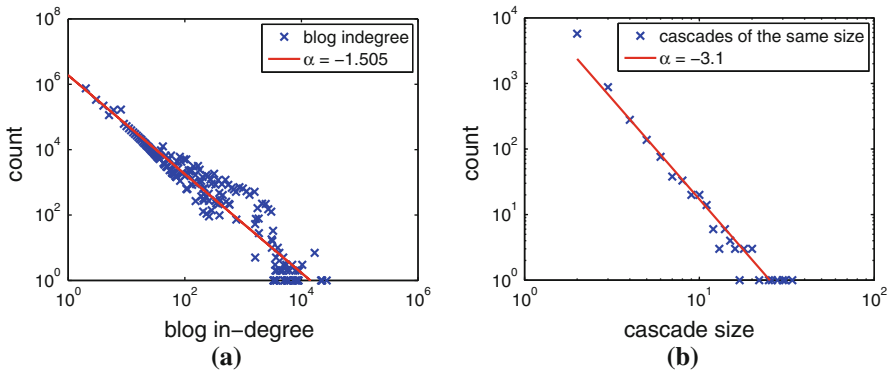 blog indegree
α = −1.505
10^8
10^6
10^4
10^2
10^0
count
10^0 10^2 10^4 10^6
blog in−degree
(a)
cascades of the same size
α = −3.1
10^4
10^3
10^2
10^1
10^0
count
10^0 10^1 10^2
cascade size
(b)